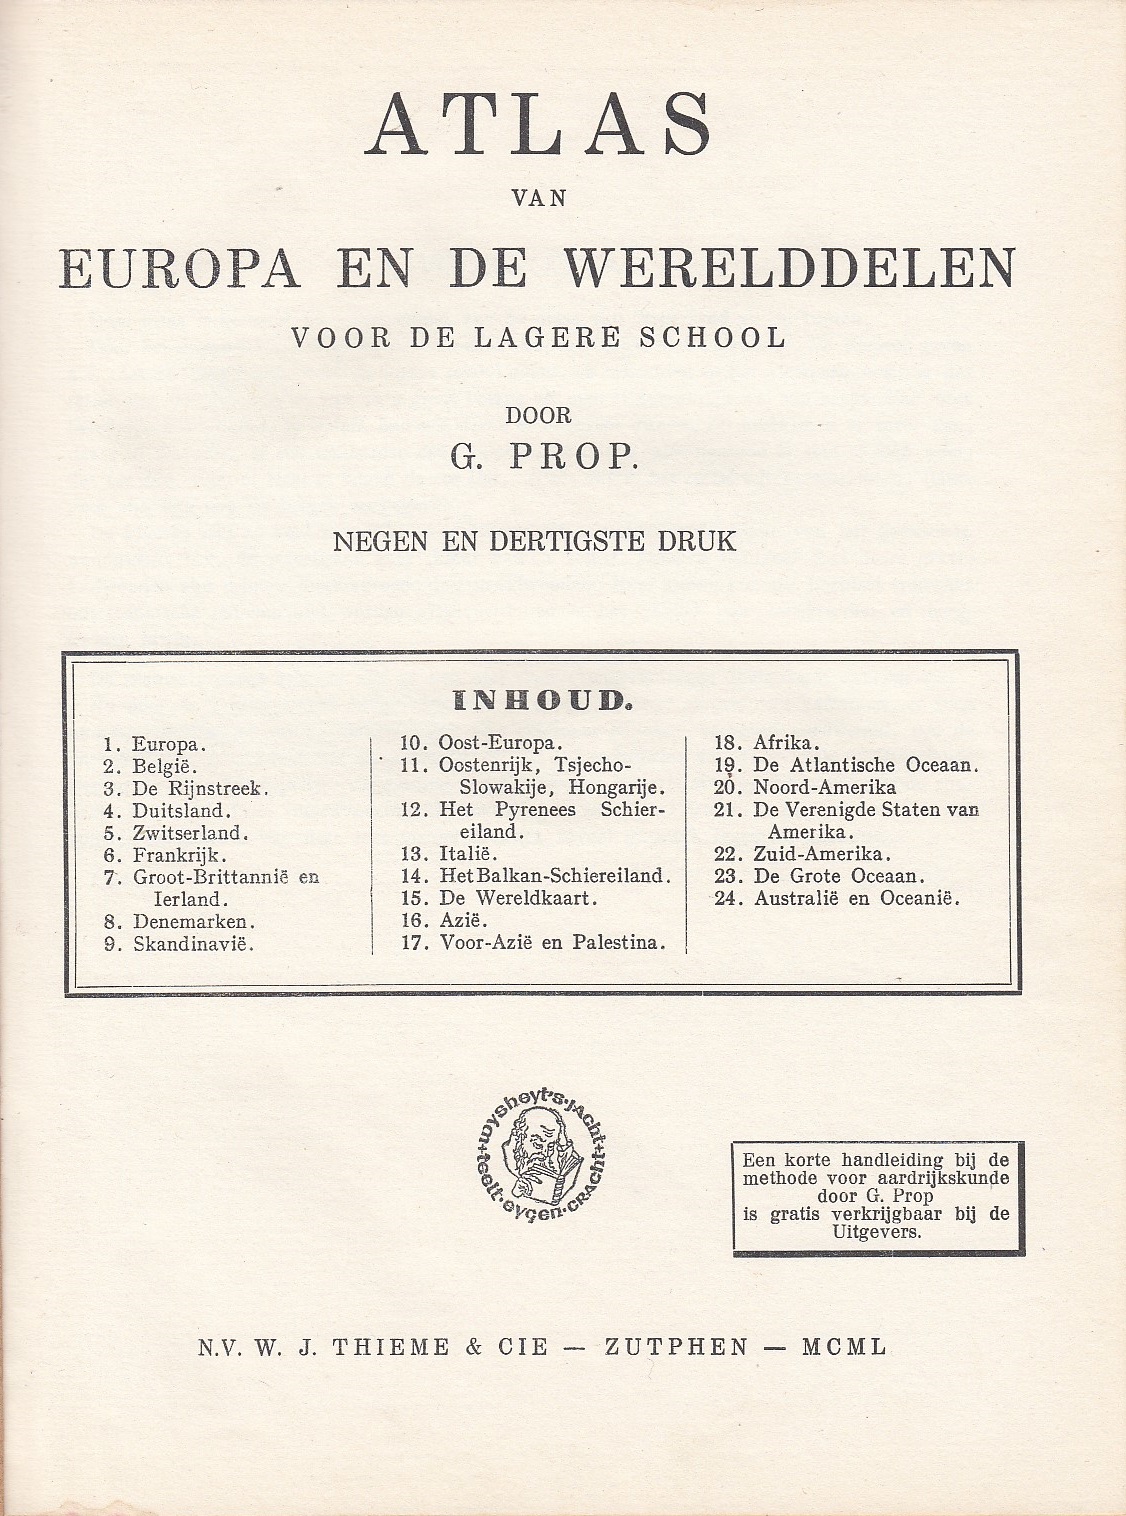 ATLAS
VAN
EUROPA EN DE WERELDDELEN
VOOR DE LAGERE SCHOOL
DOOR
G. PROP.
NEGEN EN DERTIGSTE DRUK
INHOUD.
1. Europa.
2. België.
3. De Rijnstreek.
4. Duitsland.
5. Zwitserland.
6. Frankrijk.
7. Groot-Brittannië en
Ierland.
8. Denemarken.
9. Skandinavië.
10. Oost-Europa.
11. Oostenrijk, Tsjecho-
Slowakije, Hongarije.
12. Het Pyrenees Schier-
eiland.
13. Italië.
14. Het Balkan-Schiereiland.
15. De Wereldkaart.
16. Azië.
17. Voor-Azië en Palestina.
18. Afrika.
19. De Atlantische Oceaan.
20. Noord-Amerika
21. De Verenigde Staten van
Amerika.
22. Zuid-Amerika.
23. De Grote Oceaan.
24. Australië en Oceanië.
wysheyt's·jacht+teelt·eygen·cracht+
Een korte handleiding bij de
methode voor aardrijkskunde
door G. Prop
is gratis verkrijgbaar bij de
Uitgevers.
N.V. W. J. THIEME & CIE — ZUTPHEN — MCML